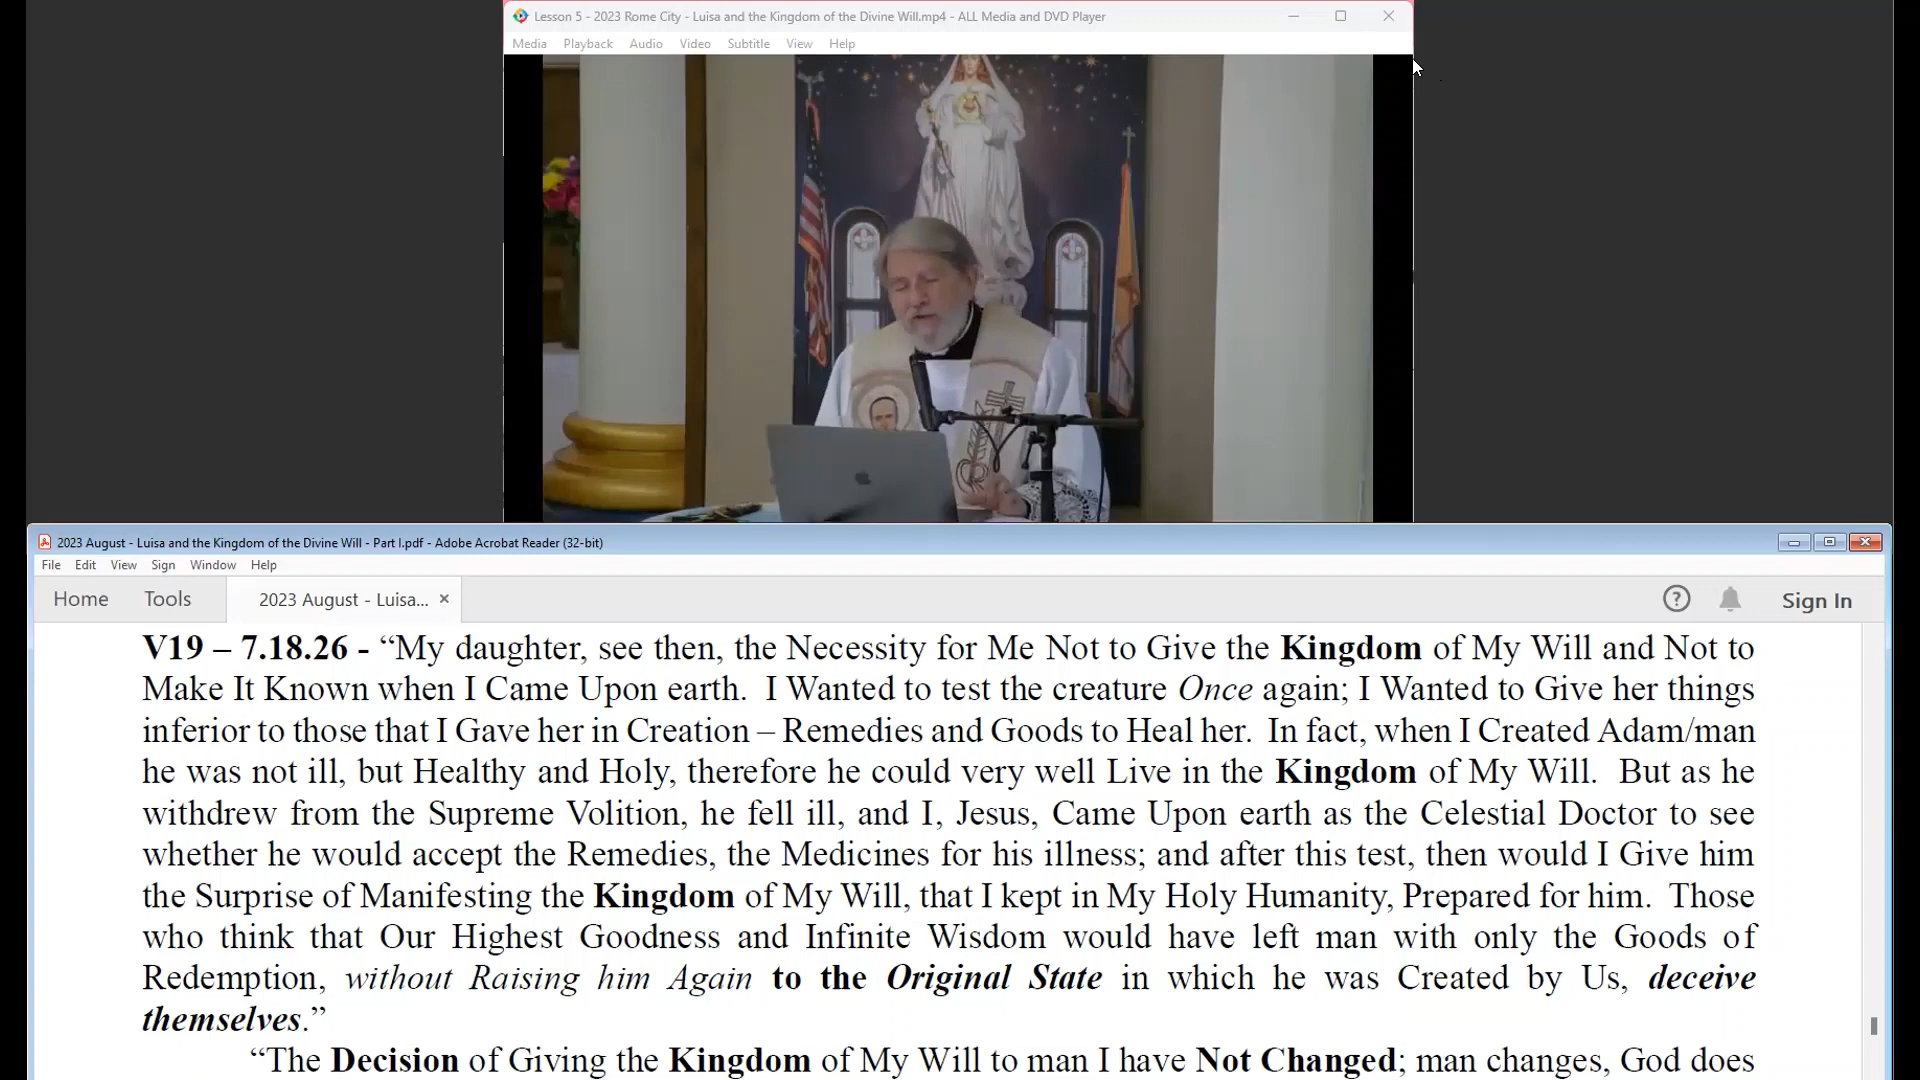 Lesson 5 - 2023 Rome City - Luisa and the Kingdom of the Divine Will.mp4 - ALL Media and DVD Player
Media Playback Audio Video Subtitle View Help
2023 August - Luisa and the Kingdom of the Divine Will - Part I.pdf - Adobe Acrobat Reader (32-bit)
File Edit View Sign Window Help
Home Tools 2023 August - Luisa... × Sign In
V19 – 7.18.26 - “My daughter, see then, the Necessity for Me Not to Give the Kingdom of My Will and Not to
Make It Known when I Came Upon earth. I Wanted to test the creature Once again; I Wanted to Give her things
inferior to those that I Gave her in Creation – Remedies and Goods to Heal her. In fact, when I Created Adam/man
he was not ill, but Healthy and Holy, therefore he could very well Live in the Kingdom of My Will. But as he
withdrew from the Supreme Volition, he fell ill, and I, Jesus, Came Upon earth as the Celestial Doctor to see
whether he would accept the Remedies, the Medicines for his illness; and after this test, then would I Give him
the Surprise of Manifesting the Kingdom of My Will, that I kept in My Holy Humanity, Prepared for him. Those
who think that Our Highest Goodness and Infinite Wisdom would have left man with only the Goods of
Redemption, without Raising him Again to the Original State in which he was Created by Us, deceive
themselves.”
“The Decision of Giving the Kingdom of My Will to man I have Not Changed; man changes, God does